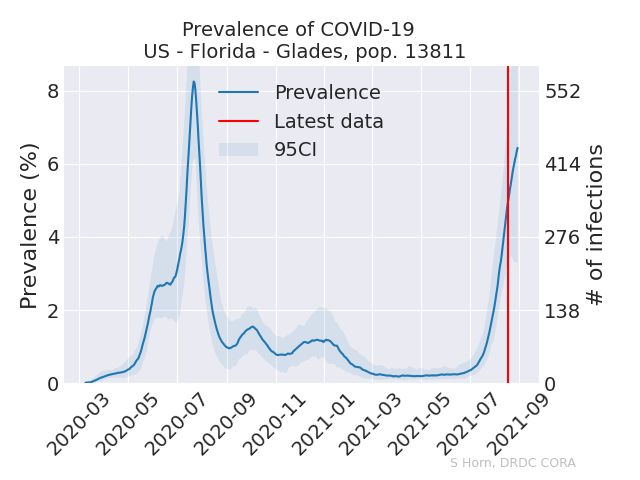 Prevalence of COVID-19
US - Florida - Glades, pop. 13811
Prevalence
Latest data
95CI
Prevalence (%)
8
6
4
2
0
# of infections
552
414
276
138
0
2020-03
2020-05
2020-07
2020-09
2020-11
2021-01
2021-03
2021-05
2021-07
2021-09
S Horn, DRDC CORA